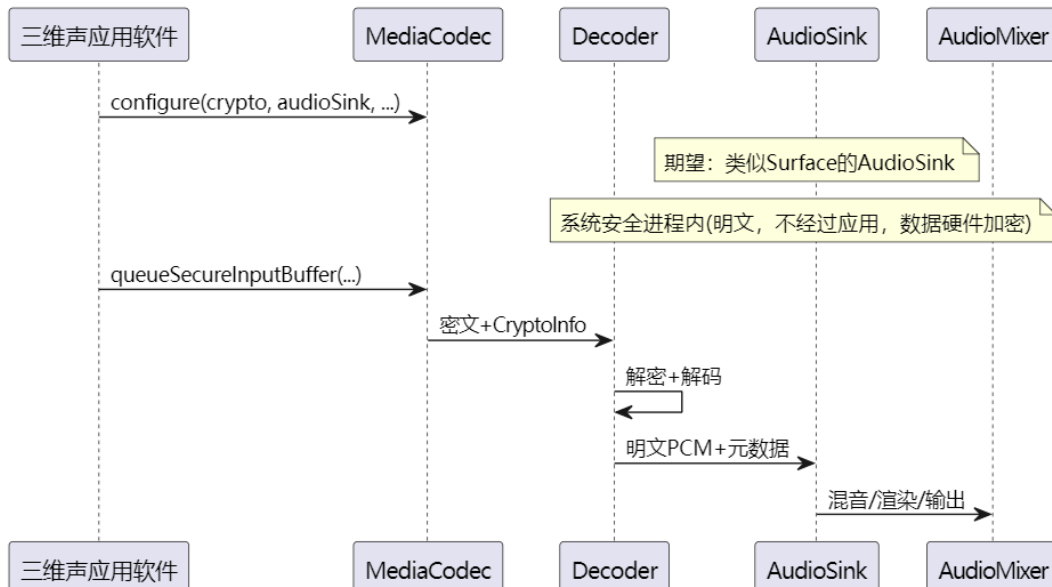 三维声应用软件
MediaCodec
Decoder
AudioSink
AudioMixer
configure(crypto, audioSink, ...)
期望：类似Surface的AudioSink
系统安全进程内(明文，不经过应用，数据硬件加密)
queueSecureInputBuffer(...)
密文+CryptoInfo
解密+解码
明文PCM+元数据
混音/渲染/输出
三维声应用软件
MediaCodec
Decoder
AudioSink
AudioMixer